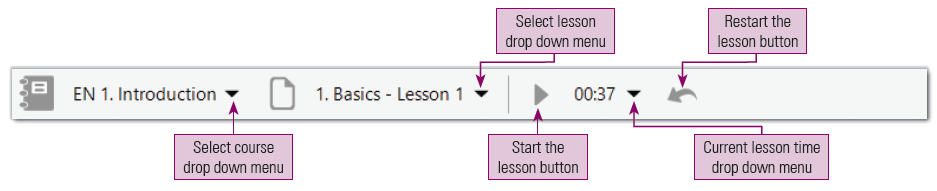 Select lesson
drop down menu
Restart the
lesson button
EN 1. Introduction
1. Basics - Lesson 1
00:37
Select course
drop down menu
Start the
lesson button
Current lesson time
drop down menu